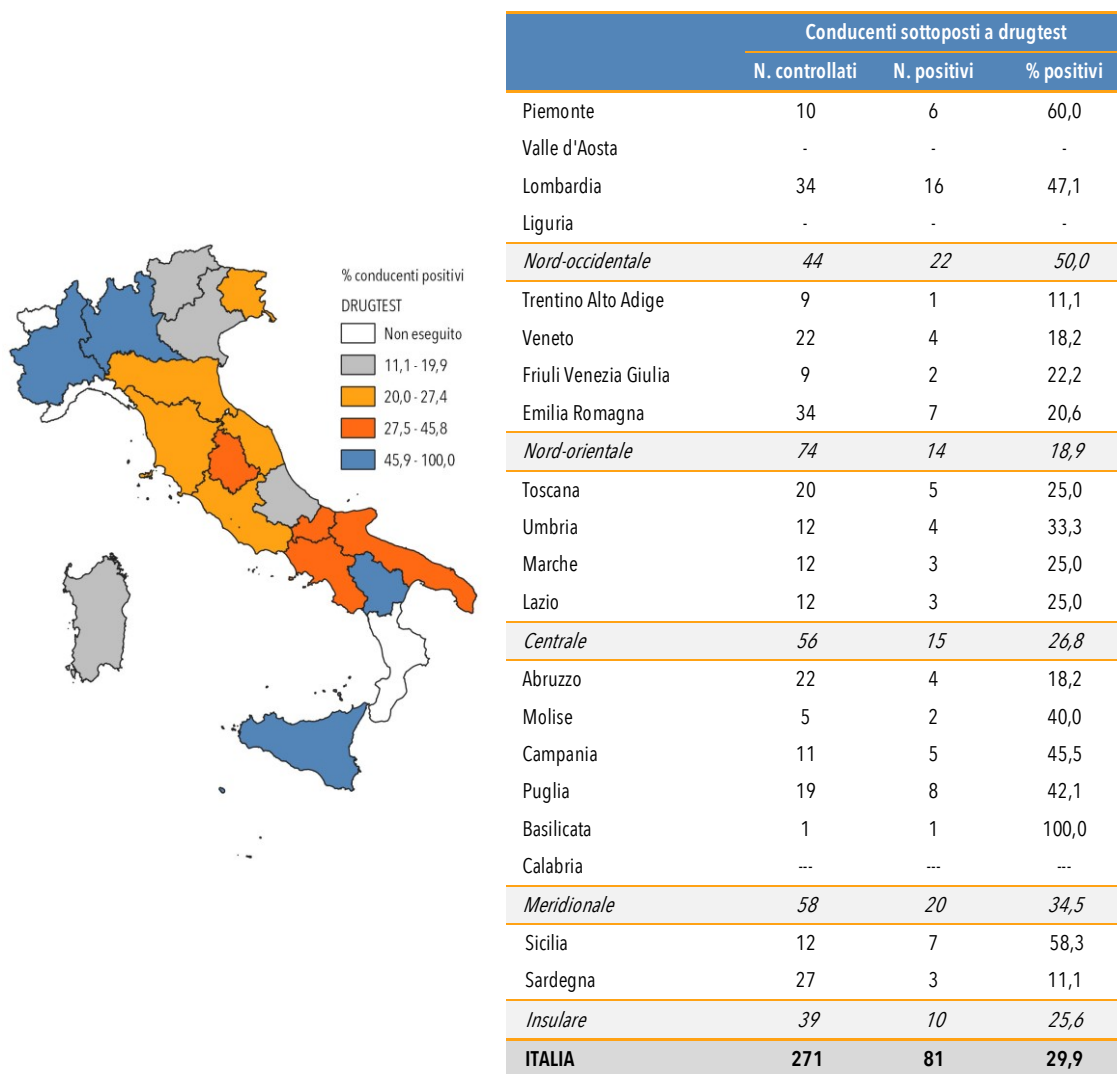 % conducenti positivi
DRUGTEST
Non eseguito
11,1 - 19,9
20,0 - 27,4
27,5 - 45,8
45,9 - 100,0
Conducenti sottoposti a drugtest
N. controllati N. positivi % positivi
Piemonte 10 6 60,0
Valle d'Aosta - - -
Lombardia 34 16 47,1
Liguria - - -
Nord-occidentale 44 22 50,0
Trentino Alto Adige 9 1 11,1
Veneto 22 4 18,2
Friuli Venezia Giulia 9 2 22,2
Emilia Romagna 34 7 20,6
Nord-orientale 74 14 18,9
Toscana 20 5 25,0
Umbria 12 4 33,3
Marche 12 3 25,0
Lazio 12 3 25,0
Centrale 56 15 26,8
Abruzzo 22 4 18,2
Molise 5 2 40,0
Campania 11 5 45,5
Puglia 19 8 42,1
Basilicata 1 1 100,0
Calabria --- --- ---
Meridionale 58 20 34,5
Sicilia 12 7 58,3
Sardegna 27 3 11,1
Insulare 39 10 25,6
ITALIA 271 81 29,9